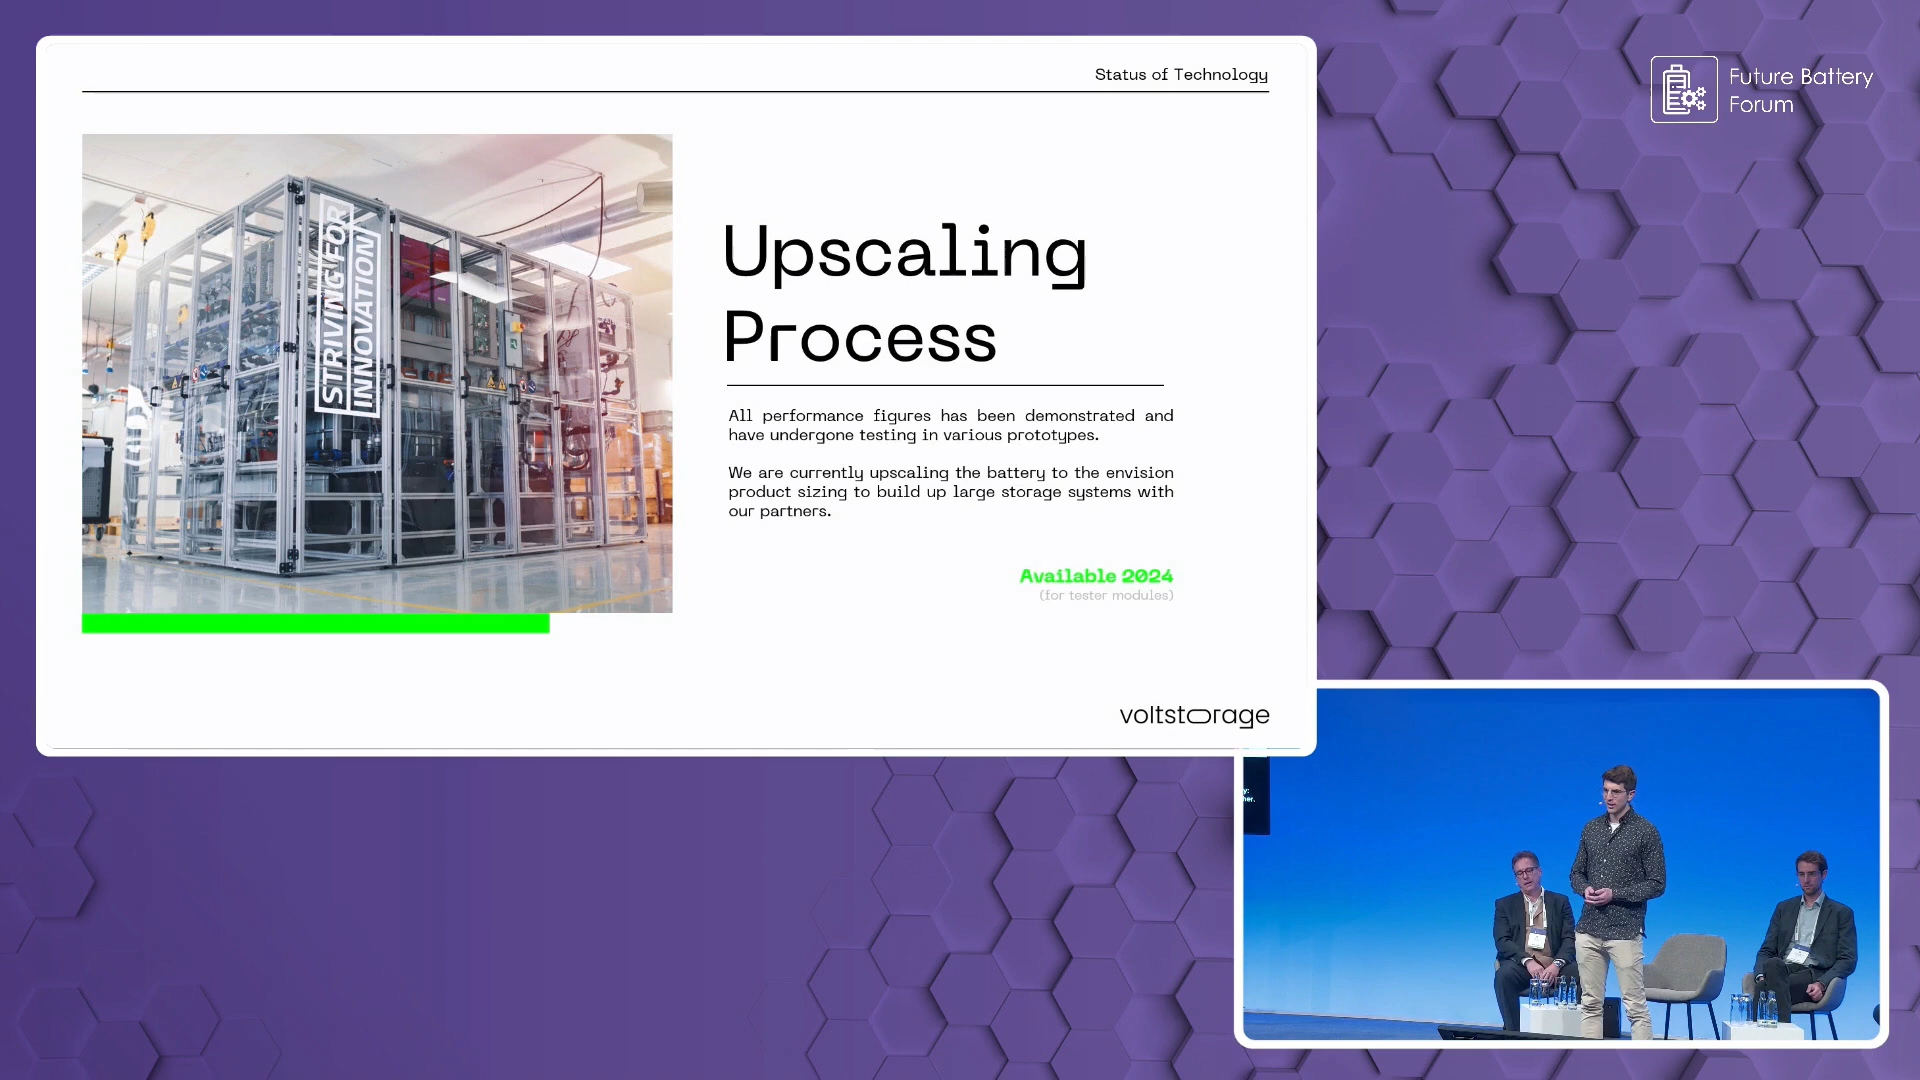 Status of Technology
Future Battery
Forum
STRIVING FOR
INNOVATION
Upscaling
Process
All performance figures has been demonstrated and
have undergone testing in various prototypes.
We are currently upscaling the battery to the envision
product sizing to build up large storage systems with
our partners.
Available 2024
(for tester modules)
voltstorage